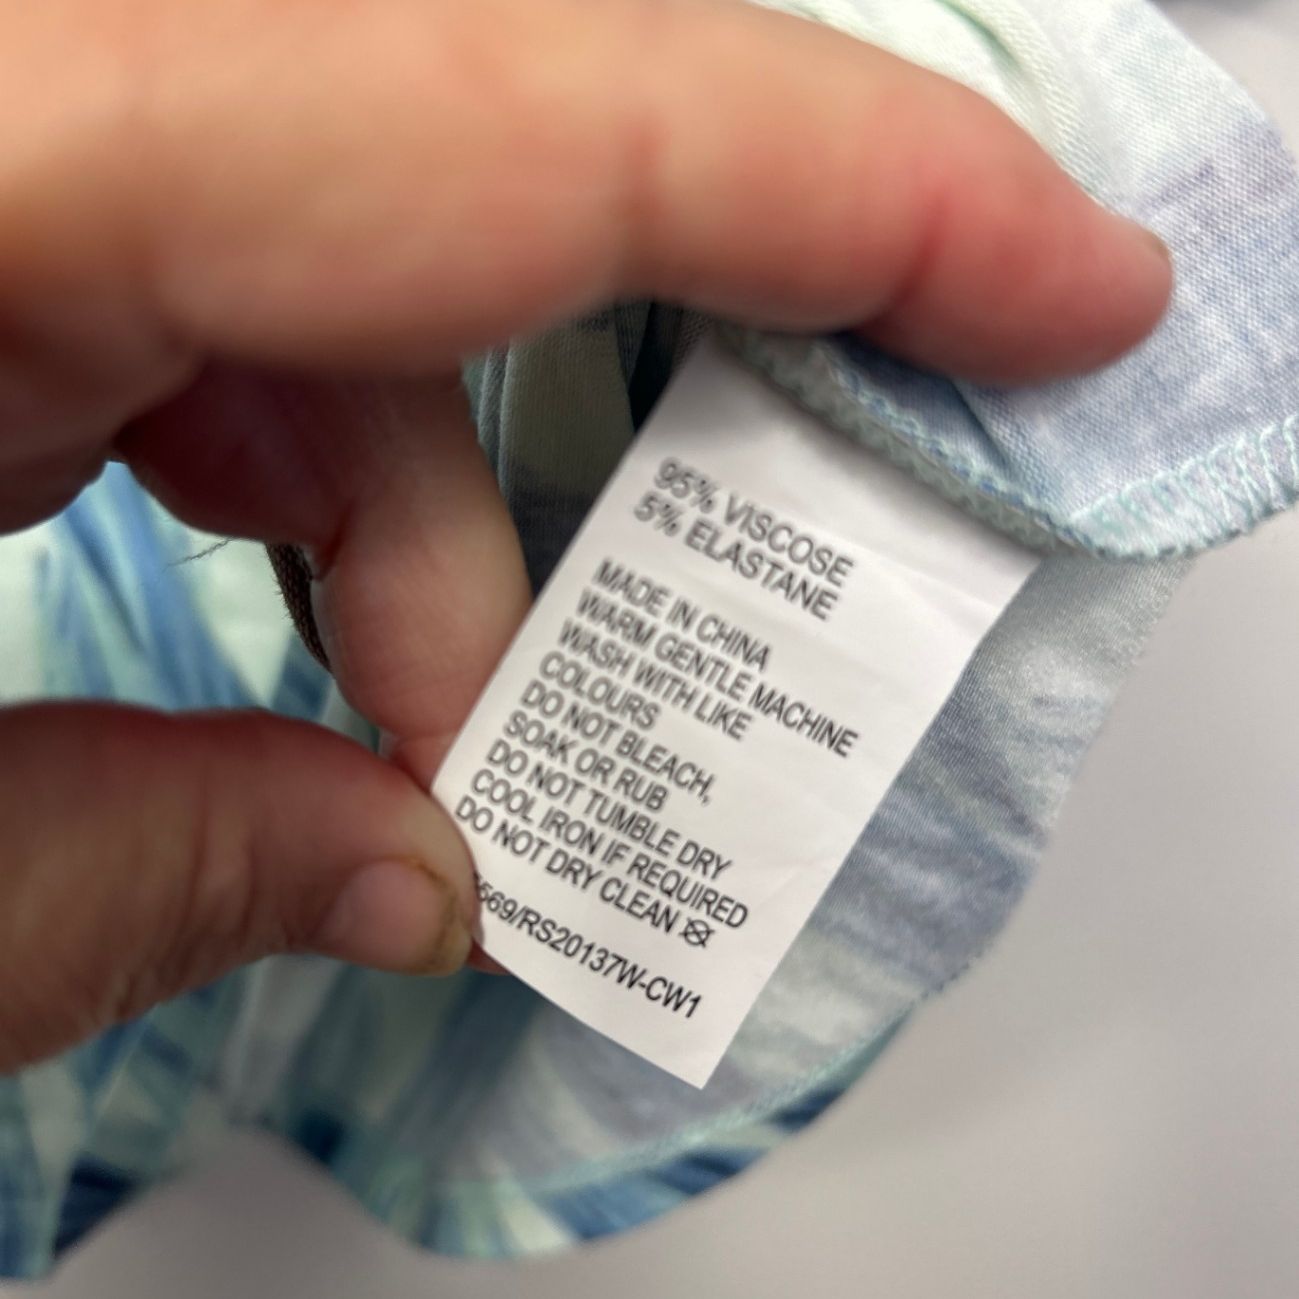 95% VISCOSE
5% ELASTANE
MADE IN CHINA
WARM GENTLE MACHINE
WASH WITH LIKE
COLOURS
DO NOT BLEACH,
SOAK OR RUB
DO NOT TUMBLE DRY
COOL IRON IF REQUIRED
DO NOT DRY CLEAN
569/RS20137W-CW1